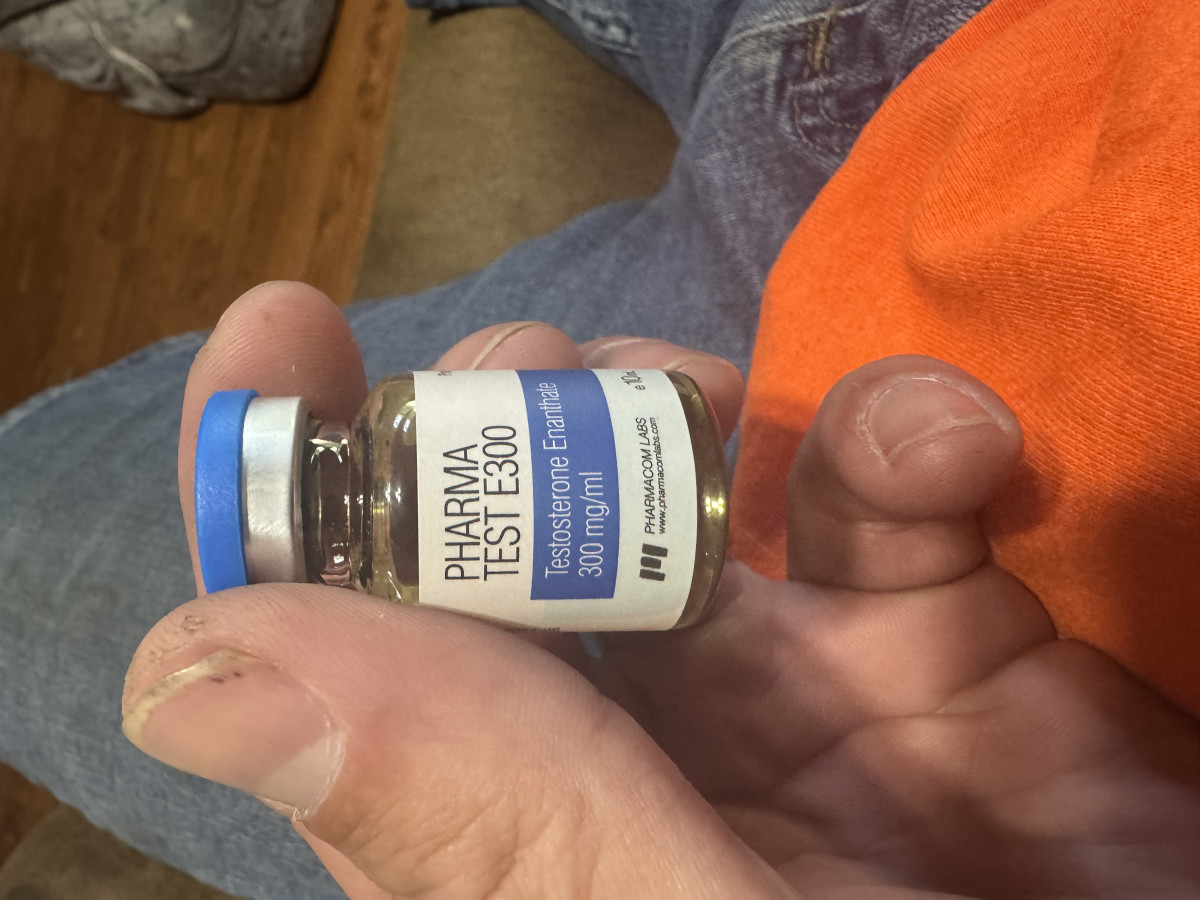 PHARMA
TEST E300
Testosterone Enanthate
300 mg/ml
PHARMACOM LABS
www.pharmacomlabs.com